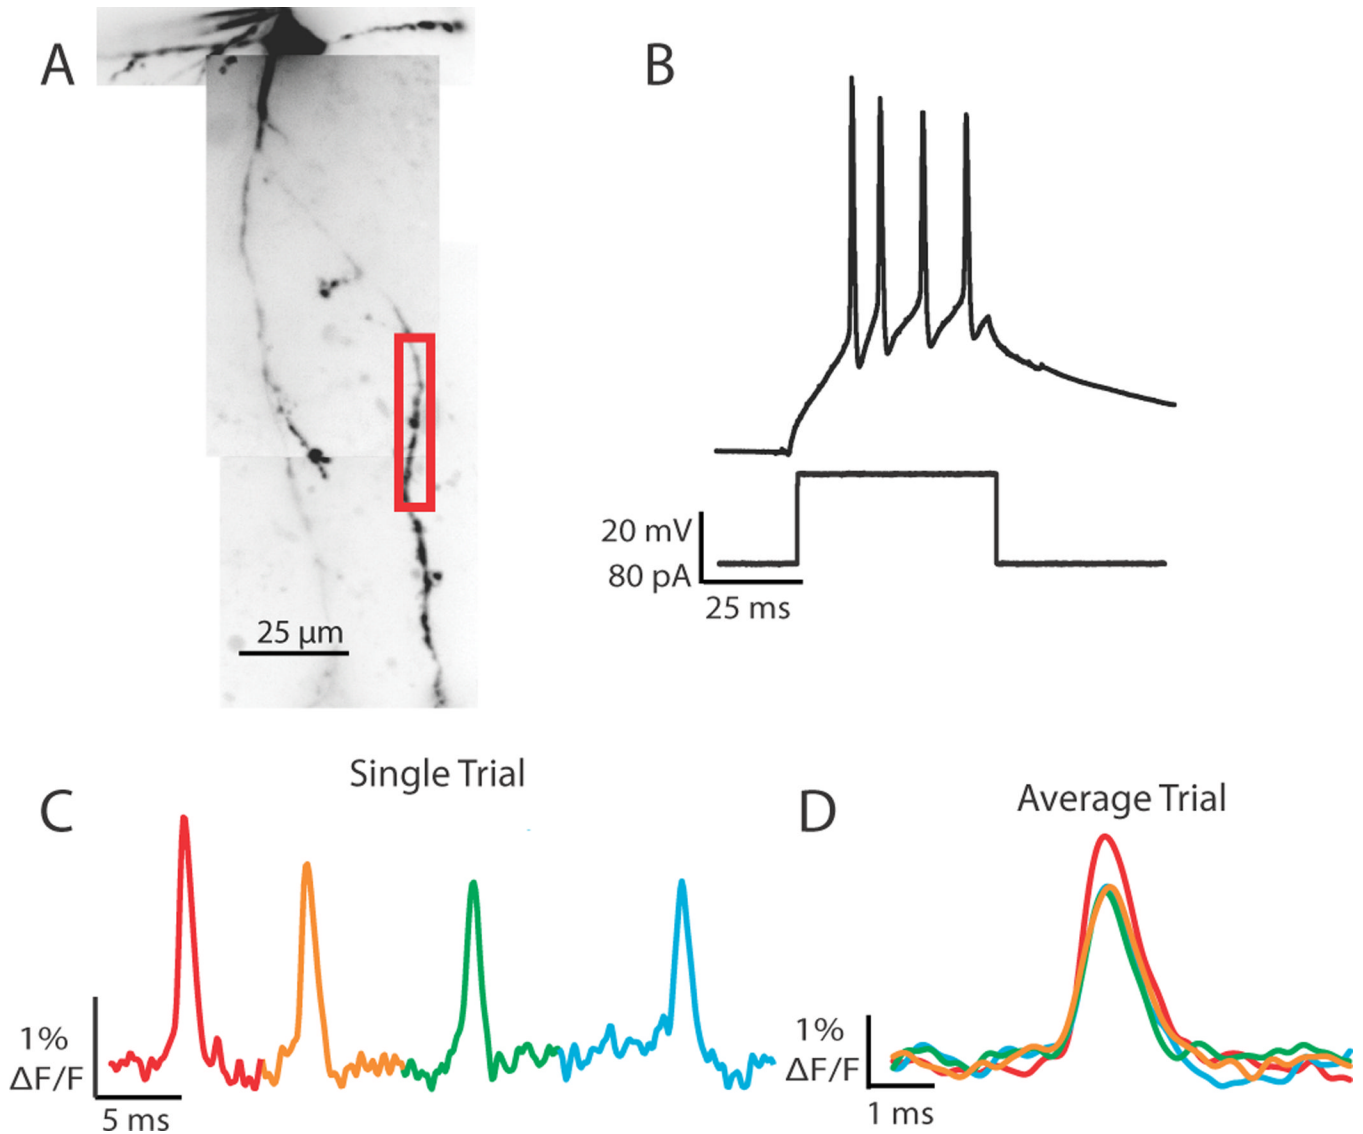 A
B
20 mV
80 pA
25 ms
25 µm
Single Trial
C
1%
ΔF/F
5 ms
Average Trial
D
1%
ΔF/F
1 ms